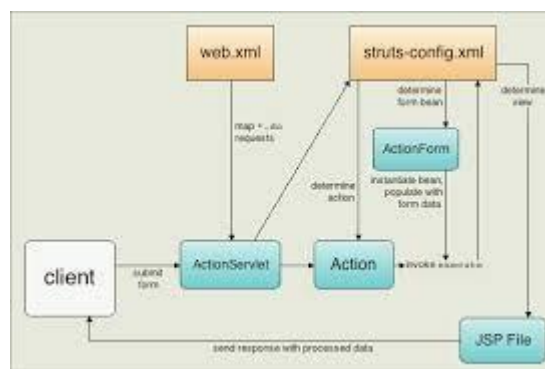 web.xml
struts-config.xml
map *.do
requests
determine
form bean
determine
view
ActionForm
instantiate bean,
populate with
form data
determine
action
client
submit
form
ActionServlet
Action
invoke execute
JSP File
send response with processed data